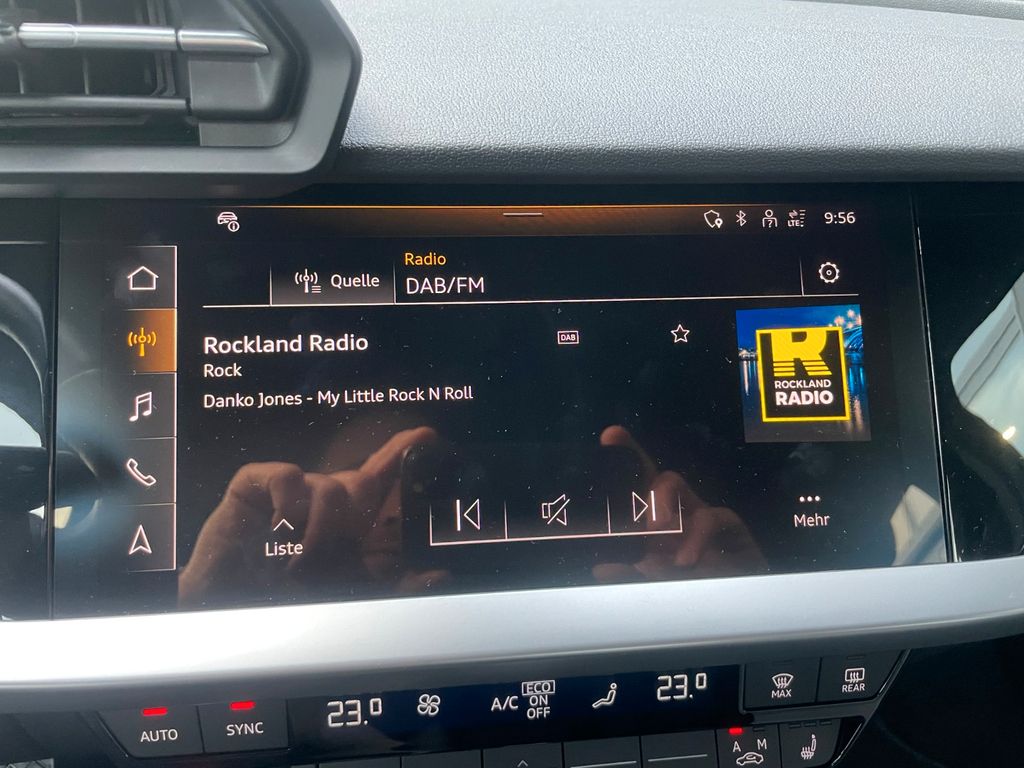 LTE
9:56
Radio
Quelle
DAB/FM
Rockland Radio
DAB
Rock
Danko Jones - My Little Rock N Roll
R
ROCKLAND
RADIO
Liste
Mehr
AUTO
SYNC
23.0
A/C
ECO
ON
OFF
23.0
MAX
REAR
A M